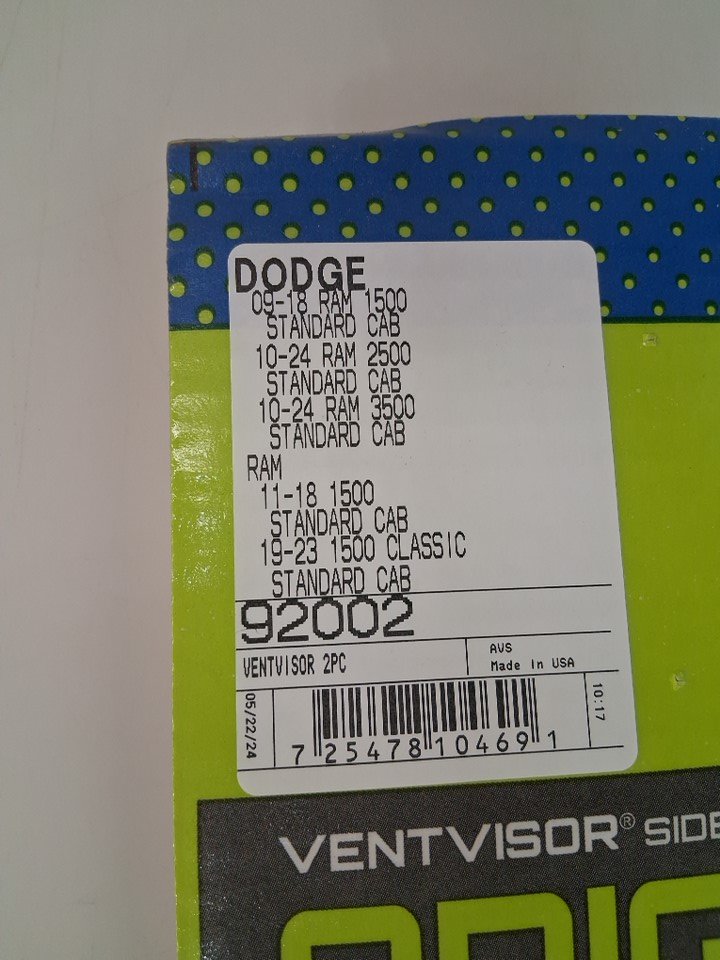 DODGE
09-18 RAM 1500
STANDARD CAB
10-24 RAM 2500
STANDARD CAB
10-24 RAM 3500
STANDARD CAB
RAM
11-18 1500
STANDARD CAB
19-23 1500 CLASSIC
STANDARD CAB
92002
VENTVISOR 2PC
AVS
Made In USA
05/22/24
7 25478 10469 1
10:17
VENTVISOR® SIDE